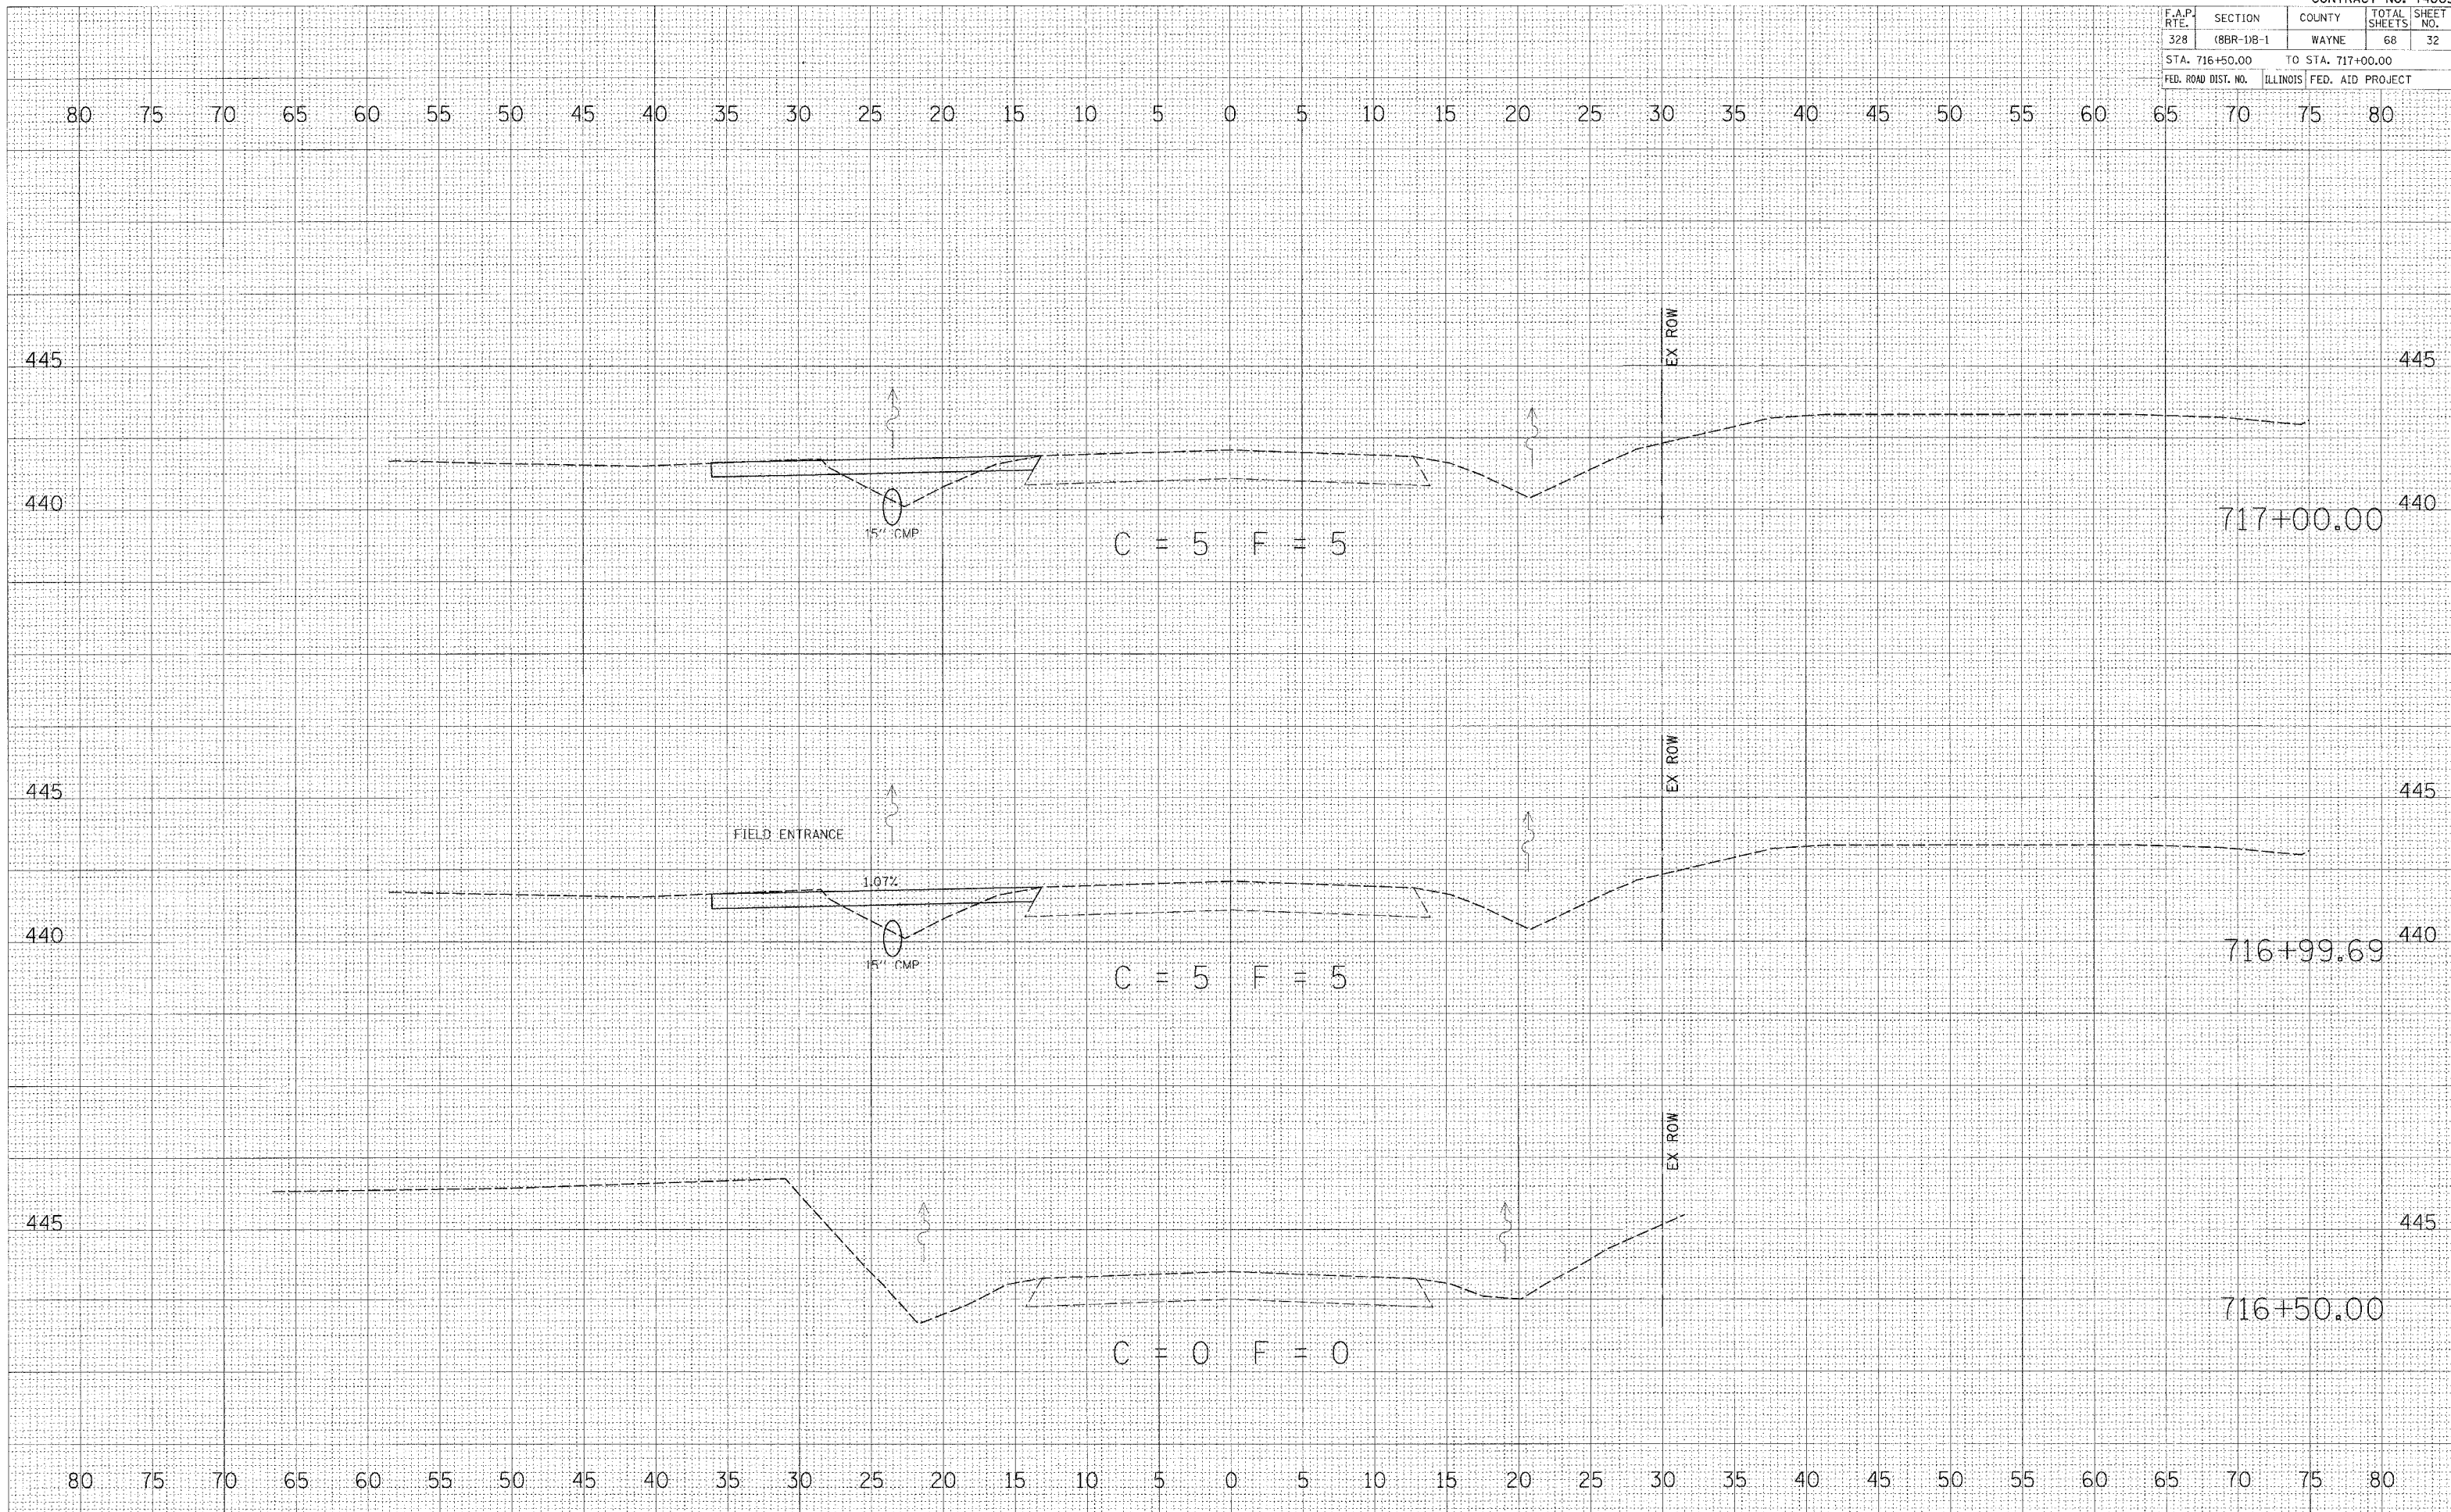 F.A.P. RTE. SECTION COUNTY TOTAL SHEETS SHEET NO.
328 (8BR-1)B-1 WAYNE 68 32
STA. 716+50.00 TO STA. 717+00.00
FED. ROAD DIST. NO. ILLINOIS FED. AID PROJECT
80 75 70 65 60 55 50 45 40 35 30 25 20 15 10 5 0 5 10 15 20 25 30 35 40 45 50 55 60 65 70 75 80
EX ROW
445 445
440 440
717+00.00
15" CMP
C = 5 F = 5
EX ROW
445 445
FIELD ENTRANCE
1.07%
440 440
716+99.69
15" CMP
C = 5 F = 5
EX ROW
445 445
716+50.00
C = 0 F = 0
80 75 70 65 60 55 50 45 40 35 30 25 20 15 10 5 0 5 10 15 20 25 30 35 40 45 50 55 60 65 70 75 80